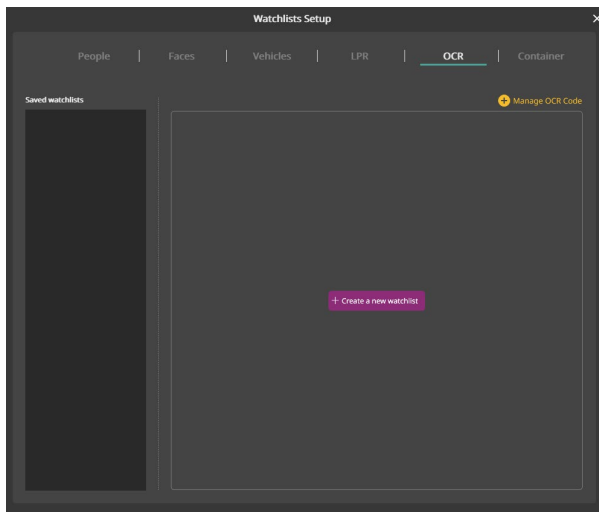 Watchlists Setup
People Faces Vehicles LPR OCR Container
Saved watchlists
Manage OCR Code
+ Create a new watchlist